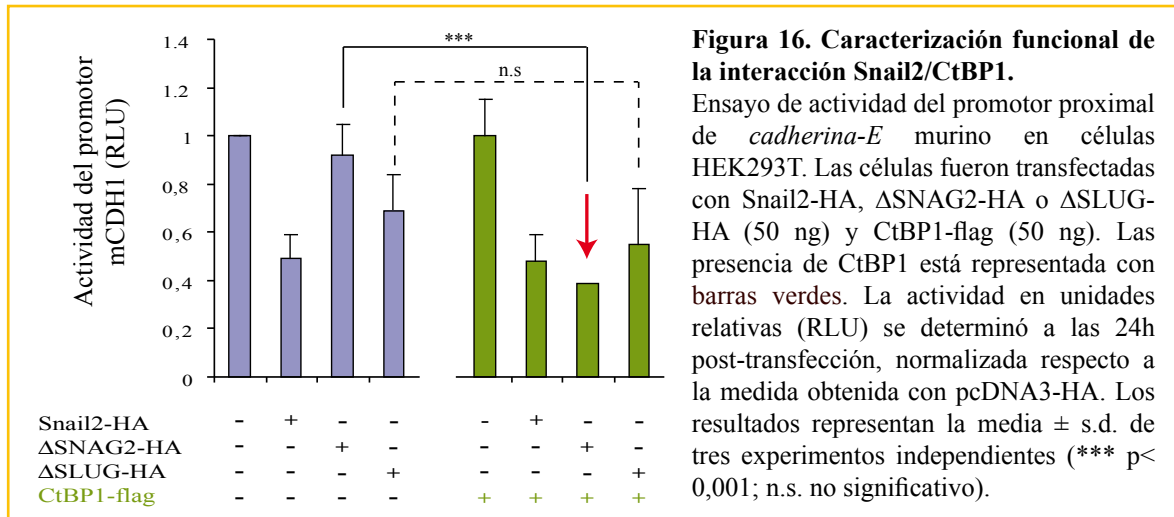 1.4
1.2
1
0,8
0,6
0,4
0.2
0
Actividad del promotor
mCDH1 (RLU)
***
n.s
Snail2-HA - + - - - + - -
ΔSNAG2-HA - - + - - - + -
ΔSLUG-HA - - - + - - - +
CtBP1-flag - - - - + + + +
Figura 16. Caracterización funcional de
la interacción Snail2/CtBP1.
Ensayo de actividad del promotor proximal
de cadherina-E murino en células
HEK293T. Las células fueron transfectadas
con Snail2-HA, ΔSNAG2-HA o ΔSLUG-
HA (50 ng) y CtBP1-flag (50 ng). Las
presencia de CtBP1 está representada con
barras verdes. La actividad en unidades
relativas (RLU) se determinó a las 24h
post-transfección, normalizada respecto a
la medida obtenida con pcDNA3-HA. Los
resultados representan la media ± s.d. de
tres experimentos independientes (*** p<
0,001; n.s. no significativo).